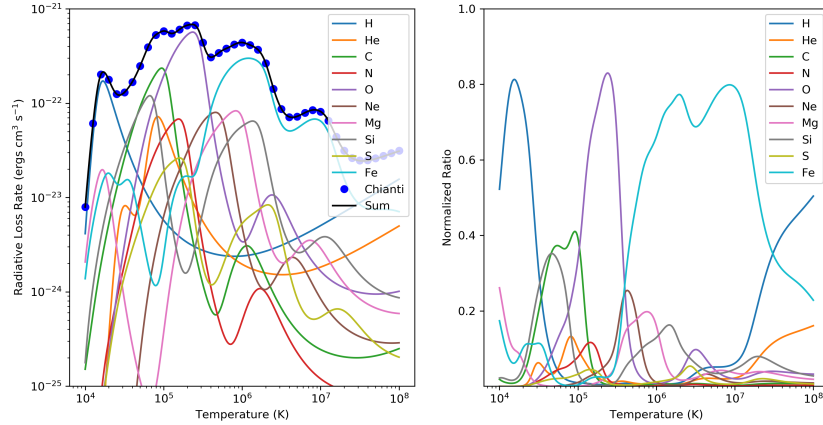 Radiative Loss Rate (ergs cm³ s⁻¹)
10⁻²¹
10⁻²²
10⁻²³
10⁻²⁴
10⁻²⁵
10⁴
10⁵
10⁶
10⁷
10⁸
Temperature (K)
H
He
C
N
O
Ne
Mg
Si
S
Fe
Chianti
Sum
Normalized Ratio
1.0
0.8
0.6
0.4
0.2
10⁴
10⁵
10⁶
10⁷
10⁸
Temperature (K)
H
He
C
N
O
Ne
Mg
Si
S
Fe